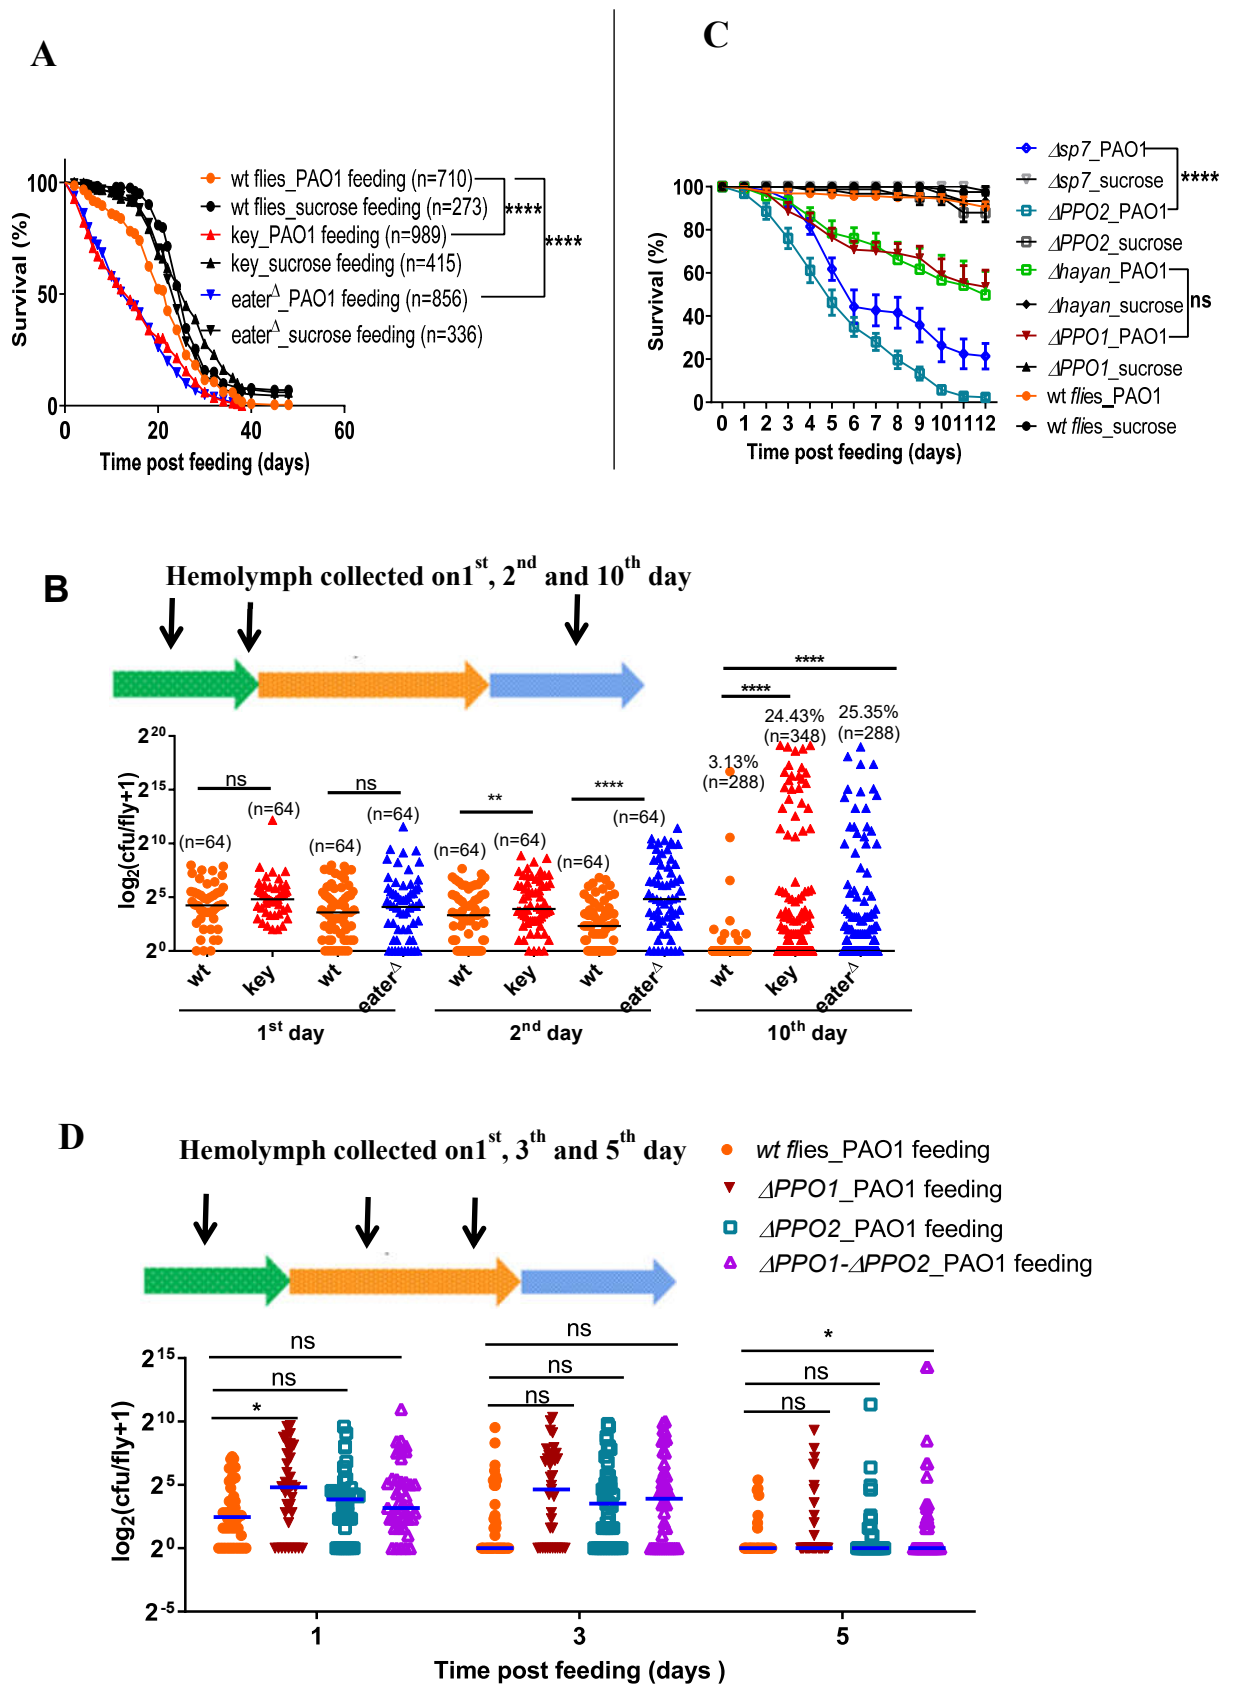 A
100
50
0
0
20
40
60
Survival (%)
Time post feeding (days)
wt flies_PAO1 feeding (n=710)
wt flies_sucrose feeding (n=273)
key_PAO1 feeding (n=989)
key_sucrose feeding (n=415)
eaterΔ_PAO1 feeding (n=856)
eaterΔ_sucrose feeding (n=336)
****
****
C
100
80
60
40
20
0
0 1 2 3 4 5 6 7 8 9 10 11 12
Survival (%)
Time post feeding (days)
Δsp7_PAO1
Δsp7_sucrose
ΔPPO2_PAO1
ΔPPO2_sucrose
Δhayan_PAO1
Δhayan_sucrose
ΔPPO1_PAO1
ΔPPO1_sucrose
wt flies_PAO1
wt flies_sucrose
****
ns
B
Hemolymph collected on1st, 2nd and 10th day
log2(cfu/fly+1)
2^20
2^15
2^10
2^5
2^0
ns
(n=64)
(n=64)
ns
(n=64)
(n=64)
**
(n=64)
(n=64)
****
(n=64)
(n=64)
****
****
3.13%
(n=288)
24.43%
(n=348)
25.35%
(n=288)
wt
key
wt
eaterΔ
wt
key
wt
eaterΔ
wt
key
eaterΔ
1st day
2nd day
10th day
D
Hemolymph collected on1st, 3th and 5th day
wt flies_PAO1 feeding
ΔPPO1_PAO1 feeding
ΔPPO2_PAO1 feeding
ΔPPO1-ΔPPO2_PAO1 feeding
log2(cfu/fly+1)
2^15
2^10
2^5
2^0
2^-5
ns
ns
*
ns
ns
ns
*
ns
ns
1
3
5
Time post feeding (days )